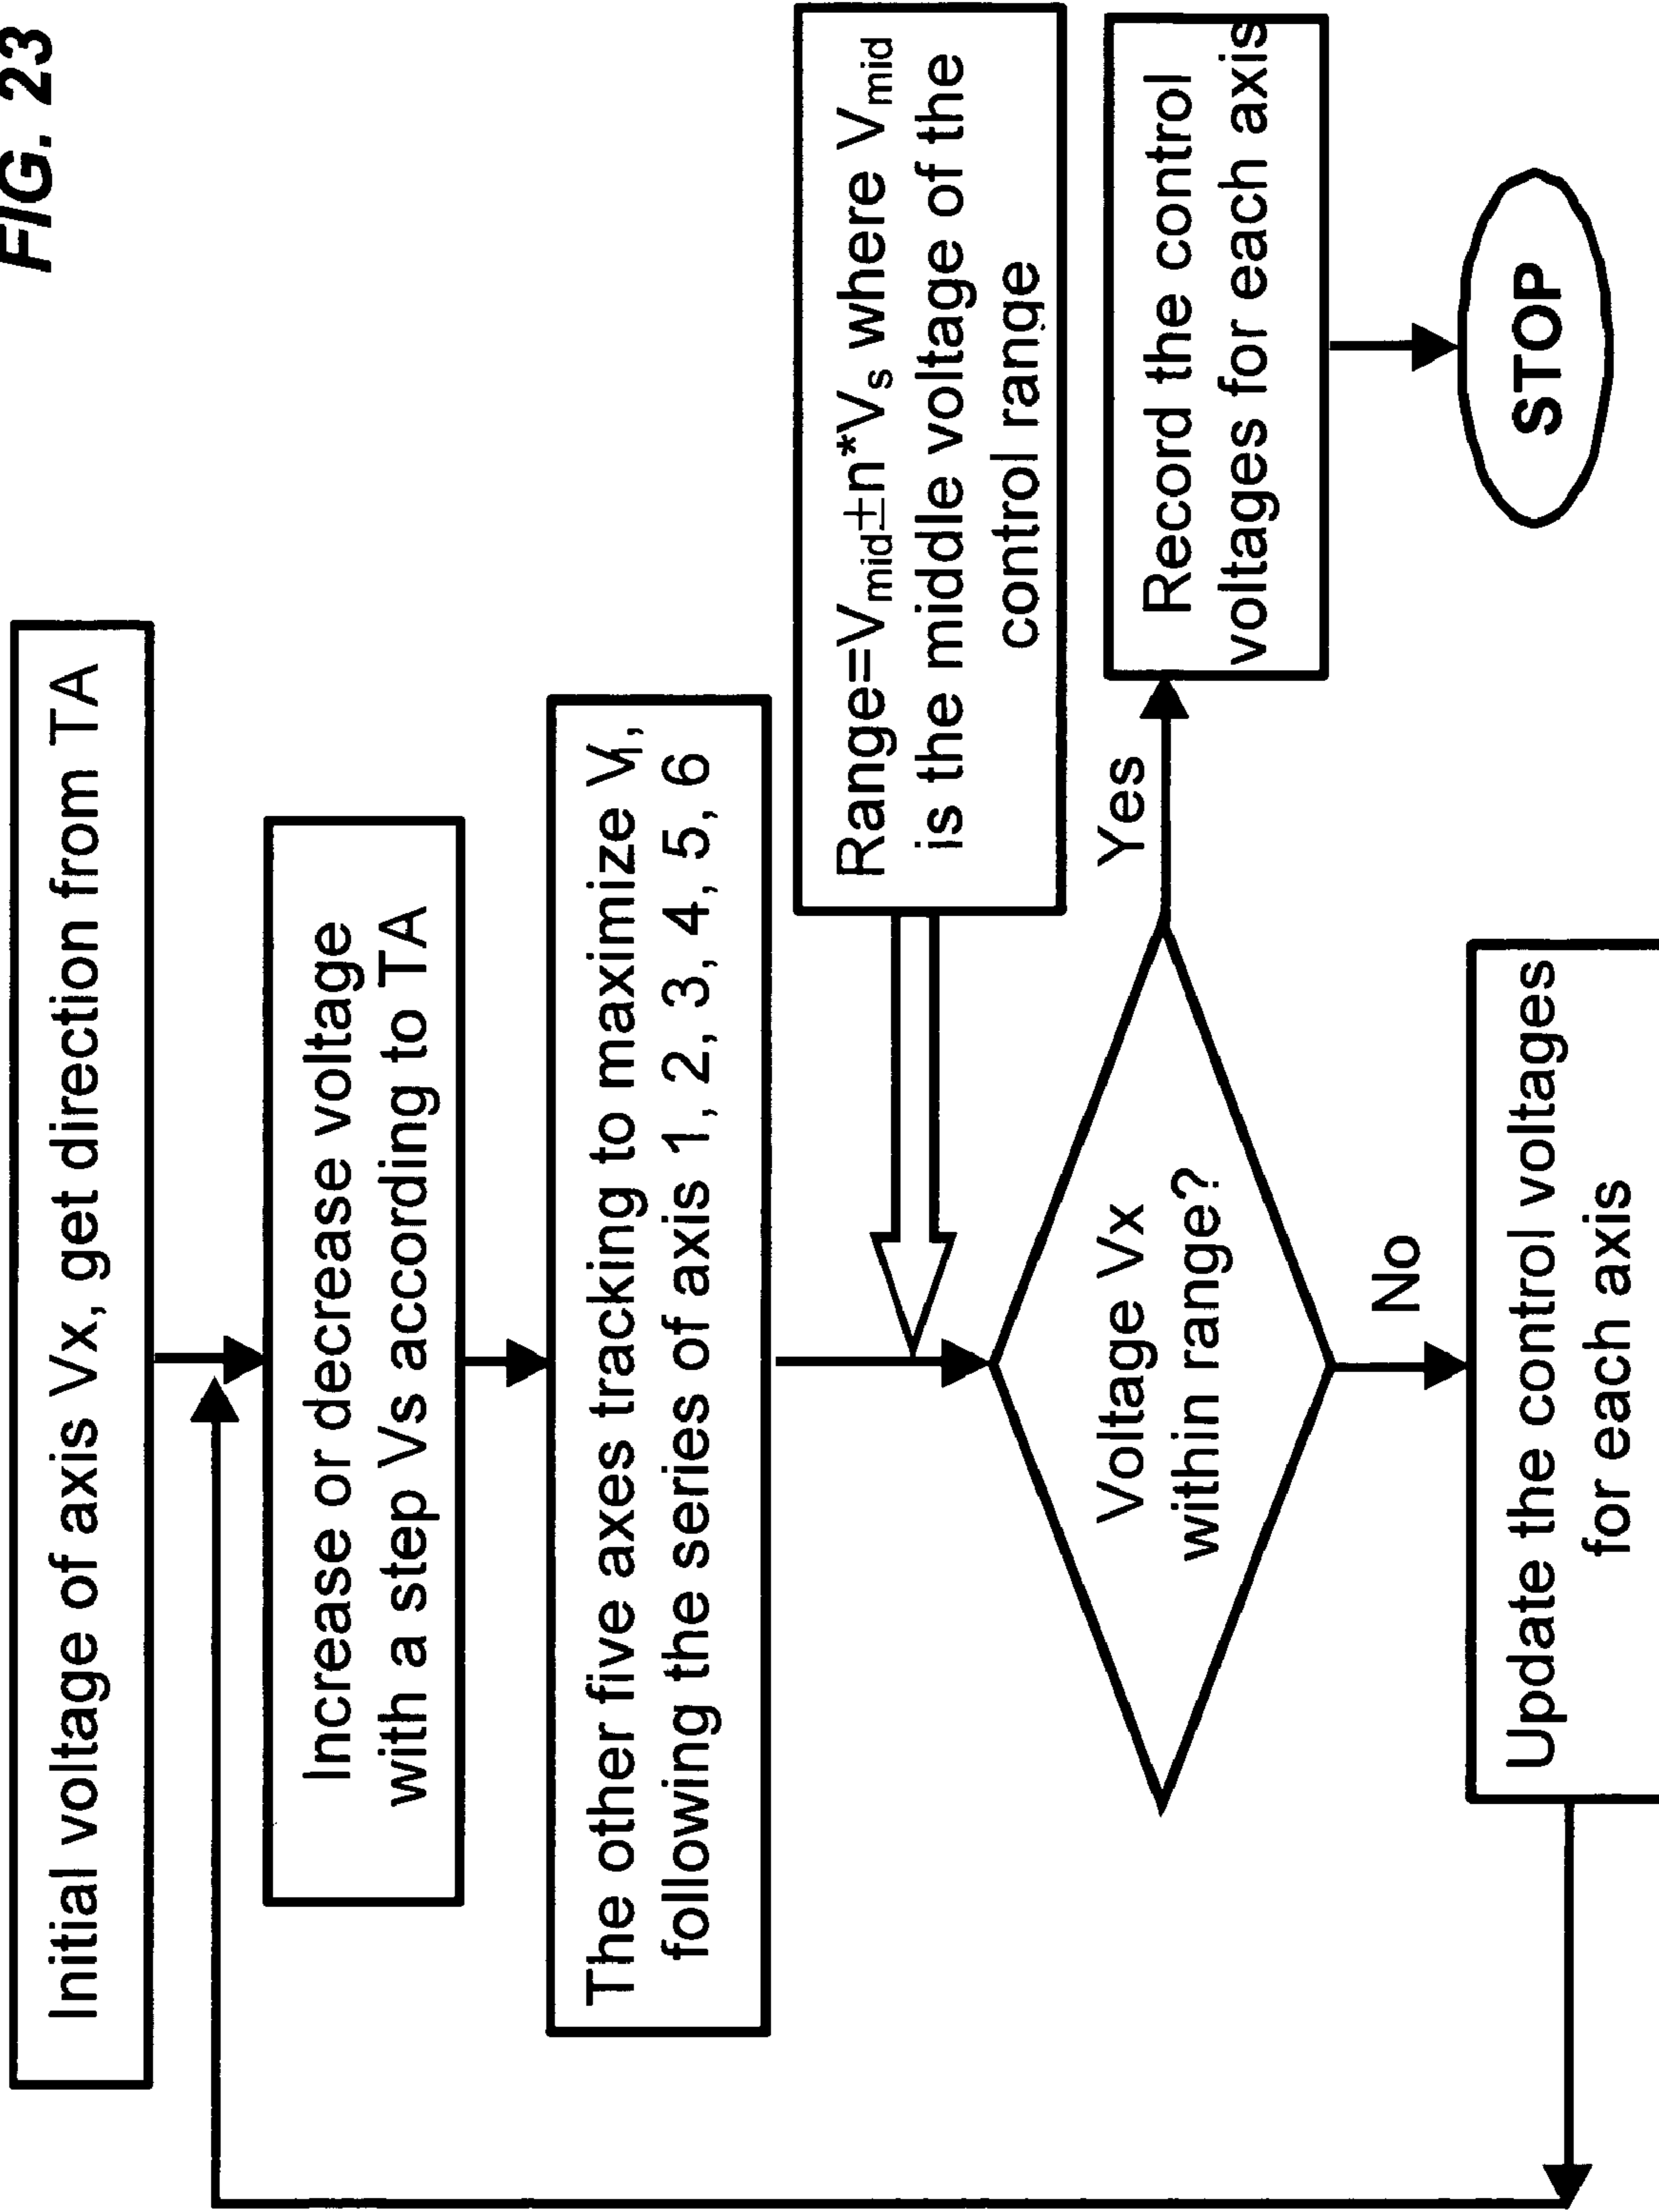 FIG. 23
Initial voltage of axis Vx, get direction from TA
Increase or decrease voltage
with a step Vs according to TA
The other five axes tracking to maximize V₁,
following the series of axis 1, 2, 3, 4, 5, 6
Range=Vmid±n*Vs where Vmid
is the middle voltage of the
control range
Voltage Vx
within range?
Yes
Record the control
voltages for each axis
STOP
No
Update the control voltages
for each axis